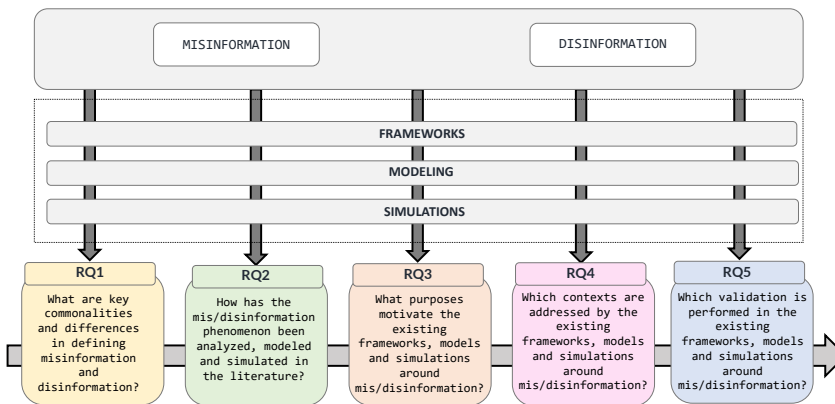 MISINFORMATION
DISINFORMATION
FRAMEWORKS
MODELING
SIMULATIONS
RQ1
What are key
commonalities
and differences
in defining
misinformation
and
disinformation?
RQ2
How has the
mis/disinformation
phenomenon been
analyzed, modeled
and simulated in
the literature?
RQ3
What purposes
motivate the
existing
frameworks, models
and simulations
around
mis/disinformation?
RQ4
Which contexts are
addressed by the
existing
frameworks, models
and simulations
around
mis/disinformation?
RQ5
Which validation is
performed in the
existing
frameworks, models
and simulations
around
mis/disinformation?